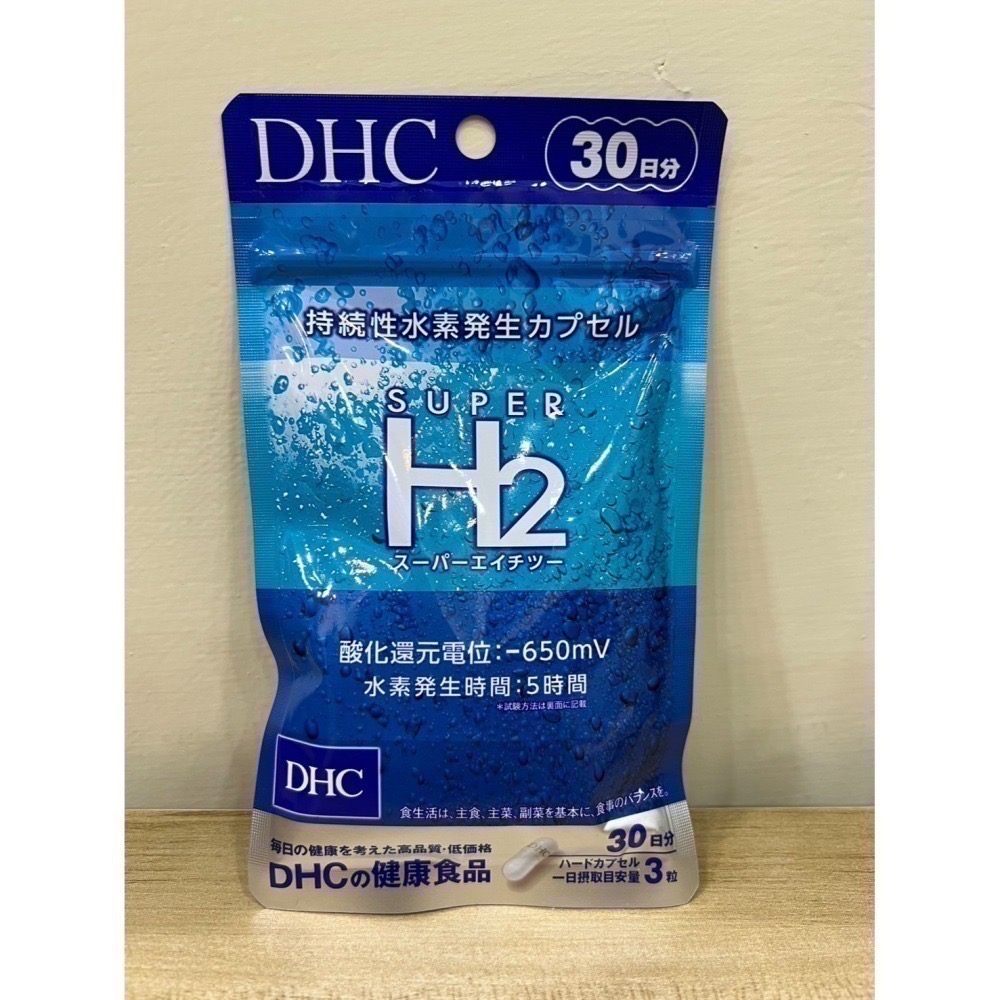 DHC
30日分
持続性水素発生カプセル
SUPER
H2
スーパーエイチツー
酸化還元電位:-650mV
水素発生時間:5時間
*試験方法は裏面に記載
DHC
食生活は、主食、主菜、副菜を基本に、食事のバランスを。
毎日の健康を考えた高品質・低価格
DHCの健康食品
DHC
30日分
ハードカプセル
一日摂取目安量 3粒